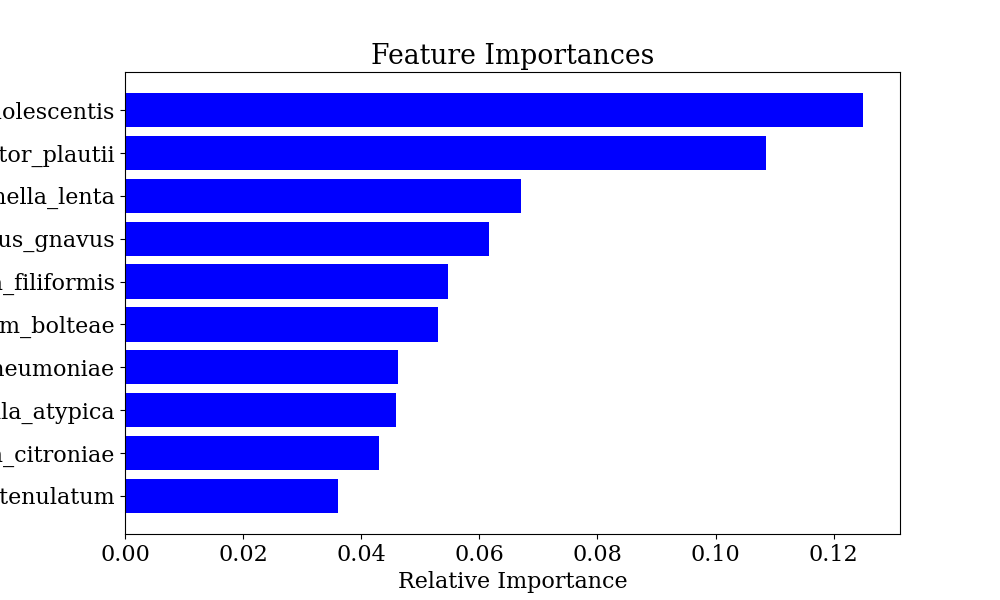 Feature Importances
olescentis
tor_plautii
nella_lenta
us_gnavus
_filiformis
m_bolteae
neumoniae
la_atypica
_citroniae
tenulatum
0.00 0.02 0.04 0.06 0.08 0.10 0.12
Relative Importance